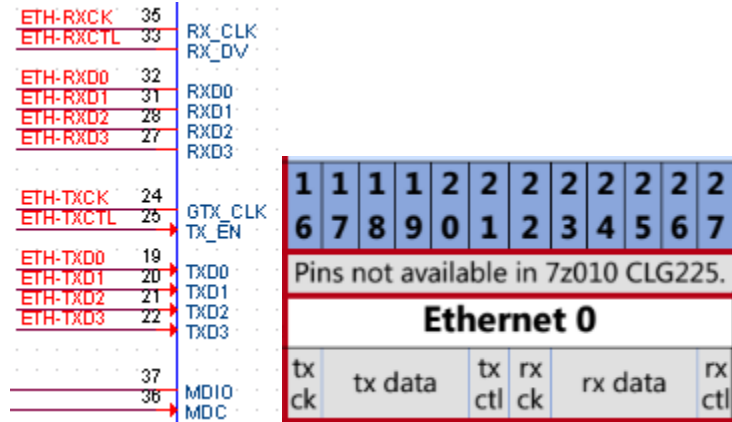 ETH-RXCK 35 RX_CLK
ETH-RXCTL 33 RX_DV
ETH-RXD0 32 RXD0
ETH-RXD1 31 RXD1
ETH-RXD2 28 RXD2
ETH-RXD3 27 RXD3
ETH-TXCK 24 GTX_CLK
ETH-TXCTL 25 TX_EN
ETH-TXD0 19 TXD0
ETH-TXD1 20 TXD1
ETH-TXD2 21 TXD2
ETH-TXD3 22 TXD3
37 MDIO
36 MDC
16 17 18 19 20 21 22 23 24 25 26 27
Pins not available in 7z010 CLG225.
Ethernet 0
tx ck tx data tx ctl rx ck rx data rx ctl